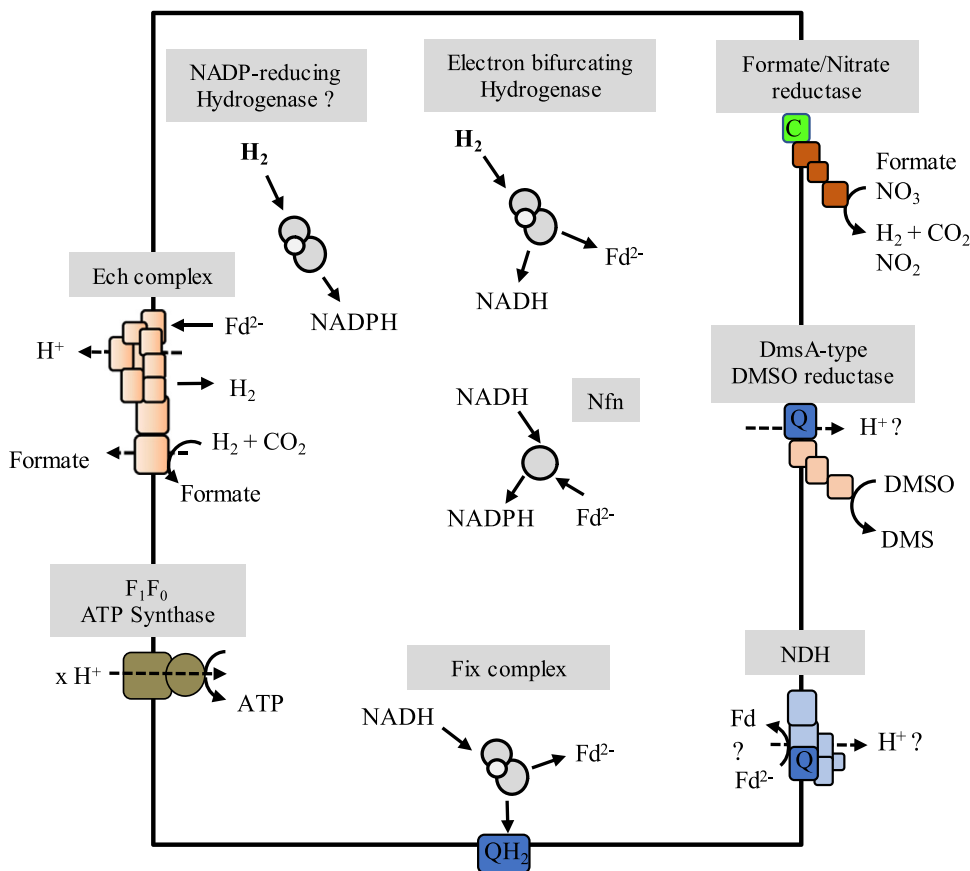 NADP-reducing
Hydrogenase ?
H₂
NADPH
Electron bifurcating
Hydrogenase
H₂
Fd²⁻
NADH
Formate/Nitrate
reductase
C
Formate
NO₃
H₂ + CO₂
NO₂
Ech complex
Fd²⁻
H⁺
H₂
H₂ + CO₂
Formate
Formate
NADH
Nfn
NADPH
Fd²⁻
DmsA-type
DMSO reductase
Q
H⁺ ?
DMSO
DMS
F₁F₀
ATP Synthase
x H⁺
ATP
Fix complex
NADH
Fd²⁻
QH₂
NDH
Fd
?
Fd²⁻
Q
H⁺ ?